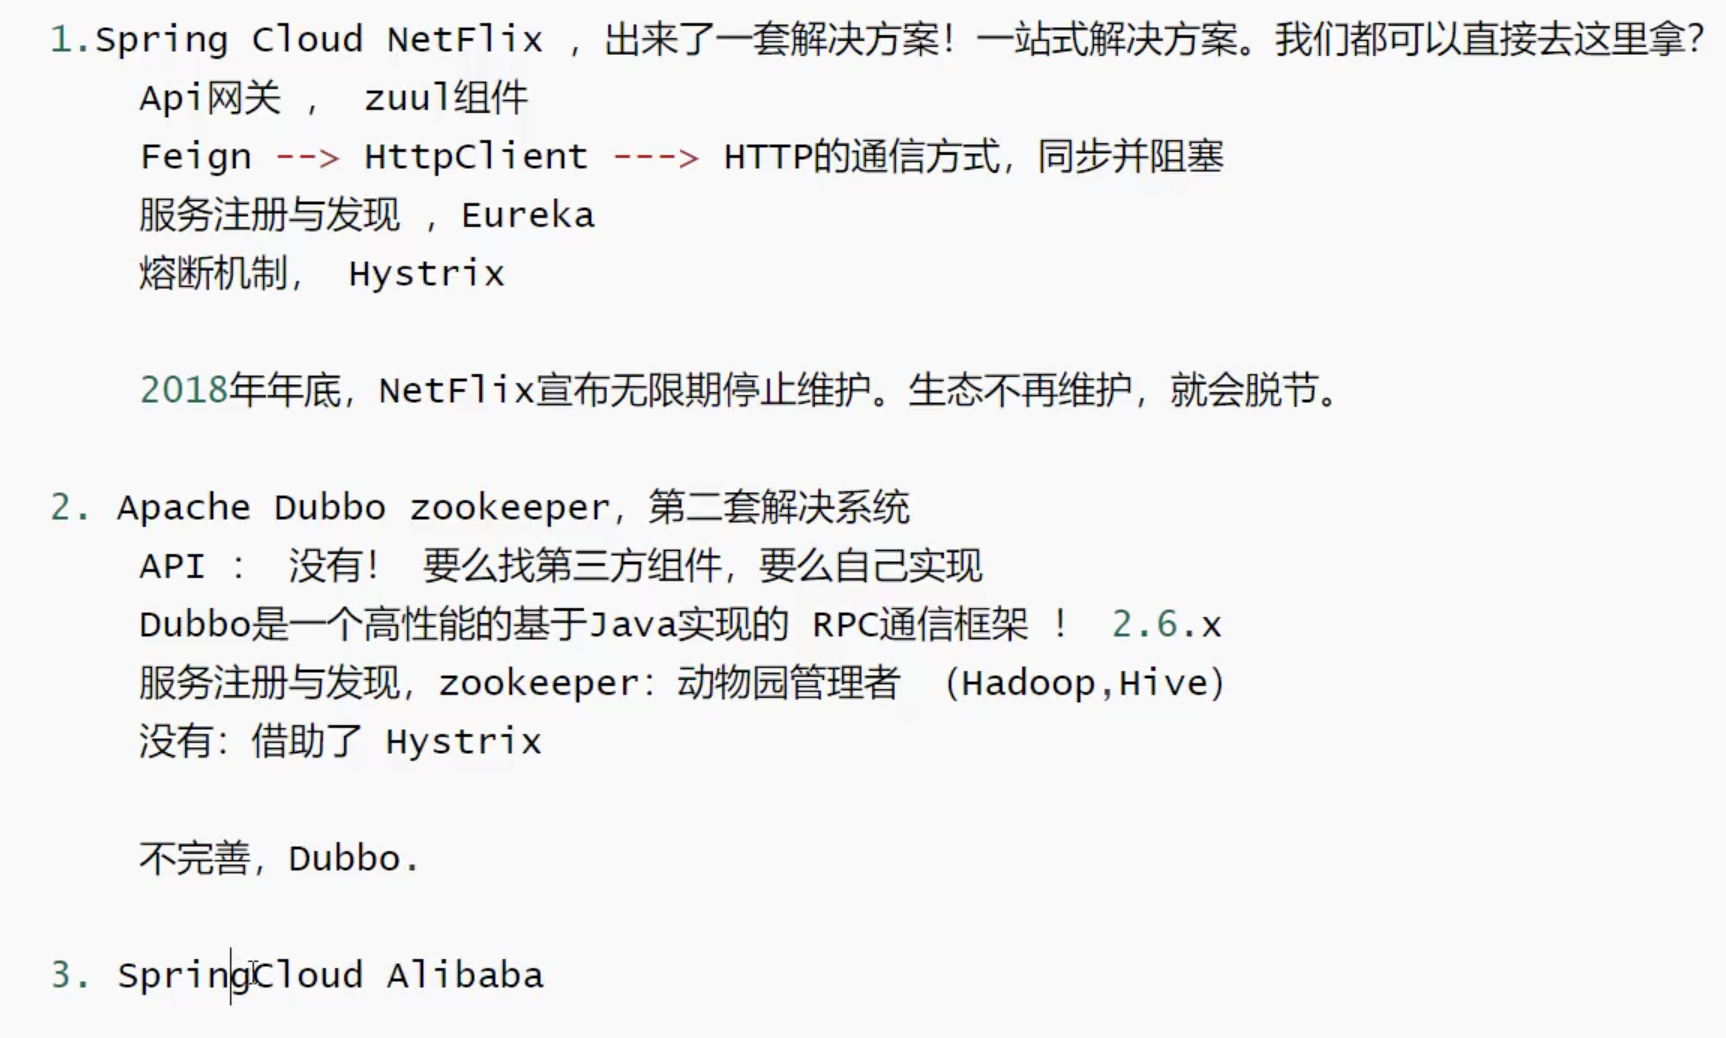 1.Spring Cloud NetFlix ，出来了一套解决方案！一站式解决方案。我们都可以直接去这里拿？
Api网关 ， zuul组件
Feign --> HttpClient ---> HTTP的通信方式，同步并阻塞
服务注册与发现 ，Eureka
熔断机制， Hystrix
2018年年底，NetFlix宣布无限期停止维护。生态不再维护，就会脱节。
2. Apache Dubbo zookeeper，第二套解决系统
API ： 没有！ 要么找第三方组件，要么自己实现
Dubbo是一个高性能的基于Java实现的 RPC通信框架 ！ 2.6.x
服务注册与发现，zookeeper：动物园管理者 （Hadoop,Hive）
没有：借助了 Hystrix
不完善，Dubbo.
3. SpringCloud Alibaba